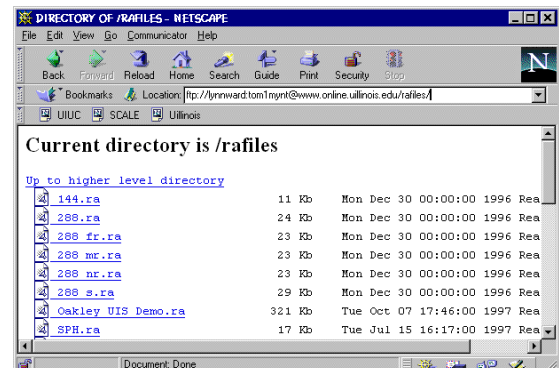 DIRECTORY OF /RAFILES - NETSCAPE
File Edit View Go Communicator Help
Back Forward Reload Home Search Guide Print Security Stop
N
Bookmarks Location: ftp://lynnward:tom1mynt@www.online.uillinois.edu/rafiles/
UIUC SCALE Uillinois
Current directory is /rafiles
Up to higher level directory
144.ra 11 Kb Mon Dec 30 00:00:00 1996 Rea
288.ra 24 Kb Mon Dec 30 00:00:00 1996 Rea
288 fr.ra 23 Kb Mon Dec 30 00:00:00 1996 Rea
288 mr.ra 23 Kb Mon Dec 30 00:00:00 1996 Rea
288 nr.ra 23 Kb Mon Dec 30 00:00:00 1996 Rea
288 s.ra 29 Kb Mon Dec 30 00:00:00 1996 Rea
Oakley UIS Demo.ra 321 Kb Tue Oct 07 17:46:00 1997 Rea
SPH.ra 17 Kb Tue Jul 15 16:17:00 1997 Rea
Document: Done